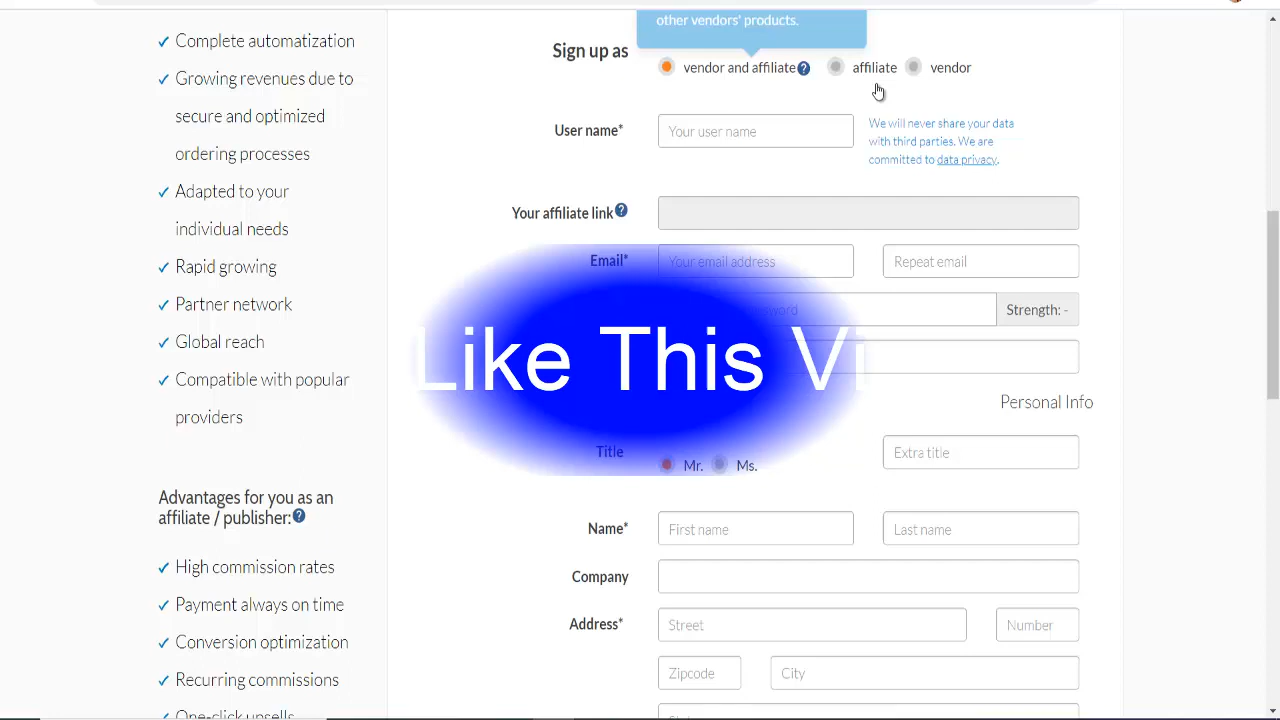 Complete automatization
Growing revenues due to
secure and optimized
ordering processes
Adapted to your
individual needs
Rapid growing
Partner network
Global reach
Compatible with popular
providers
Advantages for you as an
affiliate / publisher:
High commission rates
Payment always on time
Conversion optimization
Recurring commissions
One-click upsells
other vendors' products.
Sign up as
vendor and affiliate
affiliate
vendor
User name*
Your user name
We will never share your data
with third parties. We are
committed to data privacy.
Your affiliate link
Email*
Your email address
Repeat email
Strength: -
Like This Vi
Personal Info
Title
Mr.
Ms.
Extra title
Name*
First name
Last name
Company
Address*
Street
Number
Zipcode
City